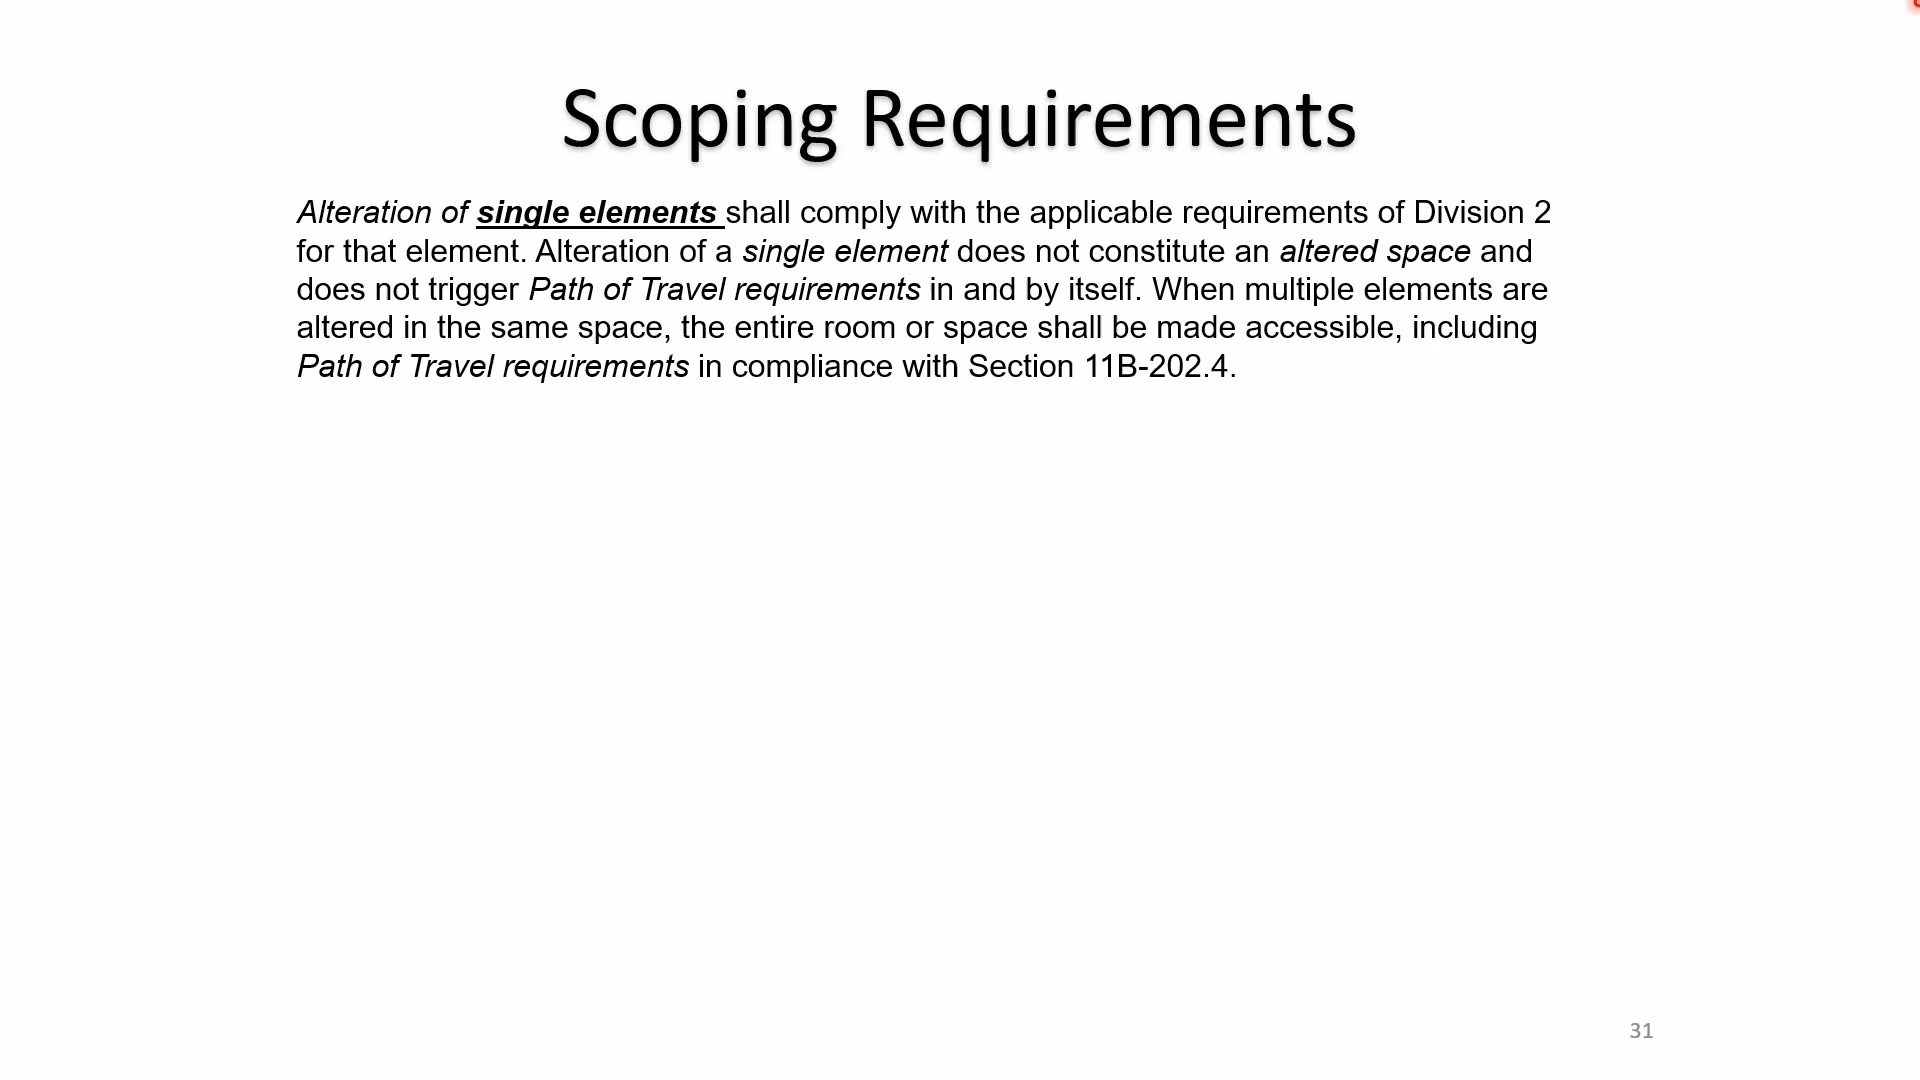 Scoping Requirements
Alteration of single elements shall comply with the applicable requirements of Division 2
for that element. Alteration of a single element does not constitute an altered space and
does not trigger Path of Travel requirements in and by itself. When multiple elements are
altered in the same space, the entire room or space shall be made accessible, including
Path of Travel requirements in compliance with Section 11B-202.4.
31